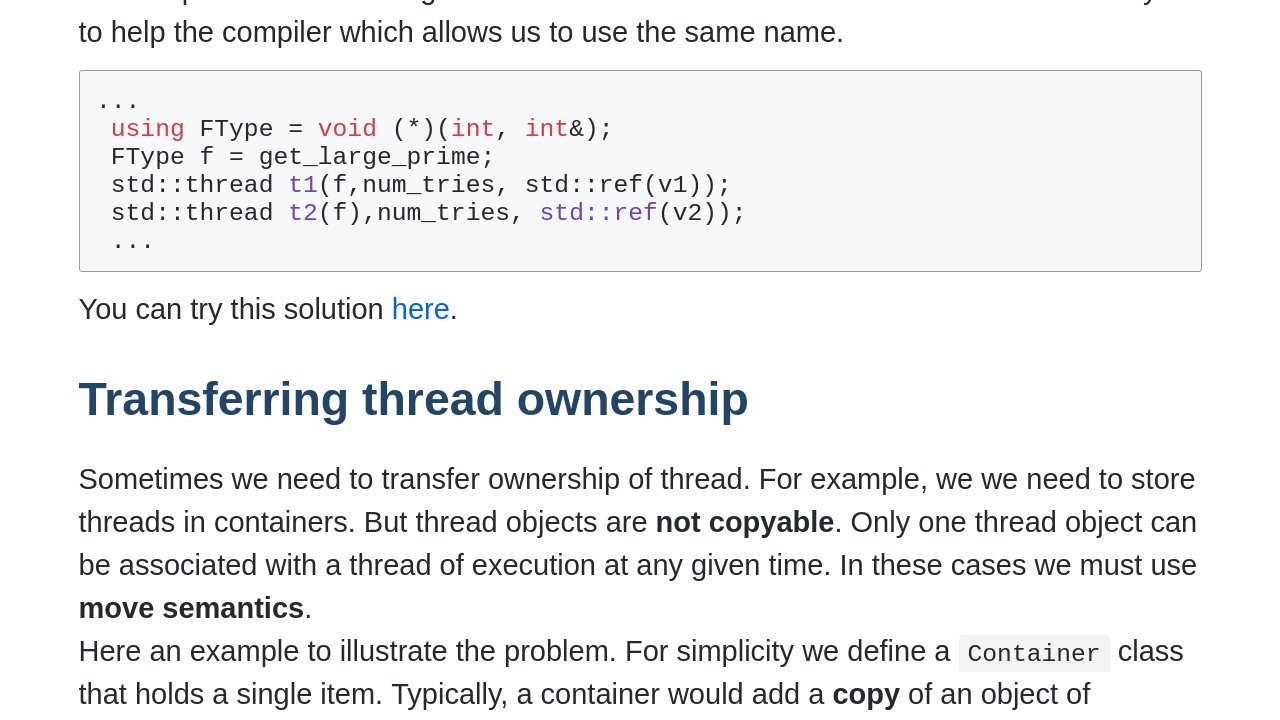 to help the compiler which allows us to use the same name.
...
using FType = void (*)(int, int&);
FType f = get_large_prime;
std::thread t1(f,num_tries, std::ref(v1));
std::thread t2(f),num_tries, std::ref(v2));
...
You can try this solution here.
Transferring thread ownership
Sometimes we need to transfer ownership of thread. For example, we we need to store
threads in containers. But thread objects are not copyable. Only one thread object can
be associated with a thread of execution at any given time. In these cases we must use
move semantics.
Here an example to illustrate the problem. For simplicity we define a Container class
that holds a single item. Typically, a container would add a copy of an object of